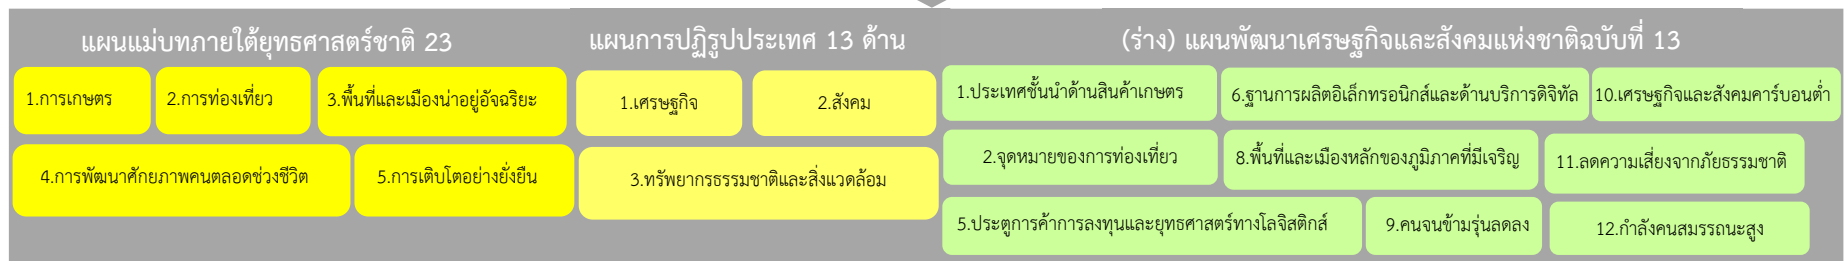 แผนแม่บทภายใต้ยุทธศาสตร์ชาติ 23
1.การเกษตร
2.การท่องเที่ยว
3.พื้นที่และเมืองน่าอยู่อัจฉริยะ
4.การพัฒนาศักยภาพคนตลอดช่วงชีวิต
5.การเติบโตอย่างยั่งยืน
แผนการปฏิรูปประเทศ 13 ด้าน
1.เศรษฐกิจ
2.สังคม
3.ทรัพยากรธรรมชาติและสิ่งแวดล้อม
(ร่าง) แผนพัฒนาเศรษฐกิจและสังคมแห่งชาติฉบับที่ 13
1.ประเทศชั้นนำด้านสินค้าเกษตร
6.ฐานการผลิตอิเล็กทรอนิกส์และด้านบริการดิจิทัล
10.เศรษฐกิจและสังคมคาร์บอนต่ำ
2.จุดหมายของการท่องเที่ยว
8.พื้นที่และเมืองหลักของภูมิภาคที่มีเจริญ
11.ลดความเสี่ยงจากภัยธรรมชาติ
5.ประตูการค้าการลงทุนและยุทธศาสตร์ทางโลจิสติกส์
9.คนจนข้ามรุ่นลดลง
12.กำลังคนสมรรถนะสูง